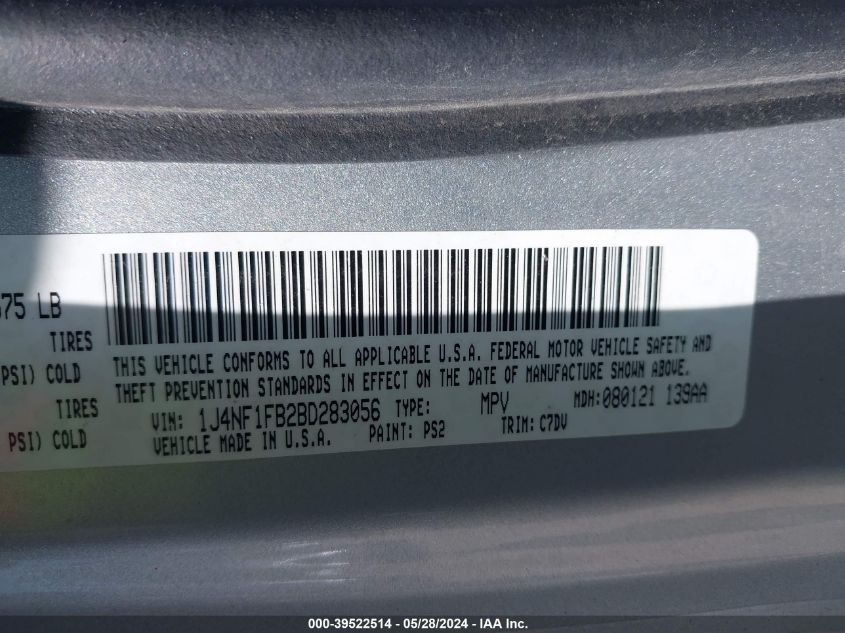 75 LB
TIRES
PSI) COLD
PSI) COLD
THIS VEHICLE CONFORMS TO ALL APPLICABLE U.S.A. FEDERAL MOTOR VEHICLE SAFETY AND
THEFT PREVENTION STANDARDS IN EFFECT ON THE DATE OF MANUFACTURE SHOWN ABOVE.
VIN: 1J4NF1FB2BD283056 TYPE: MPV MDH: 080121 139AA
VEHICLE MADE IN U.S.A. PAINT: PS2 TRIM: C7DV
000-39522514 - 05/28/2024 - IAA Inc.